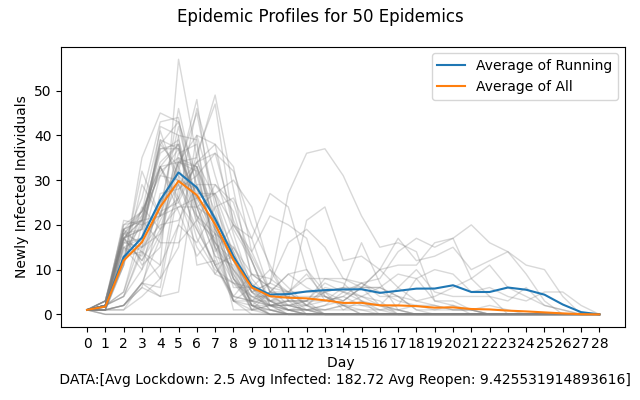 Epidemic Profiles for 50 Epidemics
Newly Infected Individuals
50
40
30
20
10
0
Average of Running
Average of All
0 1 2 3 4 5 6 7 8 9 10 11 12 13 14 15 16 17 18 19 20 21 22 23 24 25 26 27 28
Day
DATA:[Avg Lockdown: 2.5 Avg Infected: 182.72 Avg Reopen: 9.425531914893616]